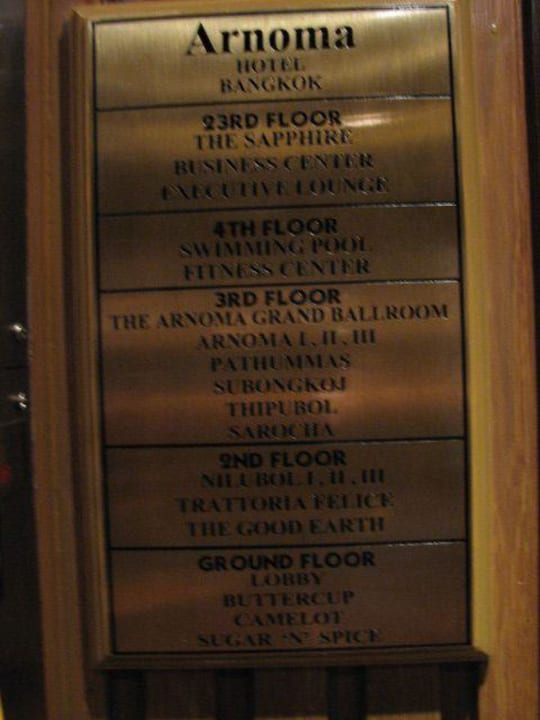 Arnoma
HOTEL
BANGKOK
23RD FLOOR
THE SAPPHIRE
BUSINESS CENTER
EXECUTIVE LOUNGE
4TH FLOOR
SWIMMING POOL
FITNESS CENTER
3RD FLOOR
THE ARNOMA GRAND BALLROOM
ARNOMA I , II , III
PATHUMMAS
SUBONGKOJ
THIPUBOL
SAROCHA
2ND FLOOR
NILUBOL I , II , III
TRATTORIA FELICE
THE GOOD EARTH
GROUND FLOOR
LOBBY
BUTTERCUP
CAMELOT
SUGAR 'N' SPICE